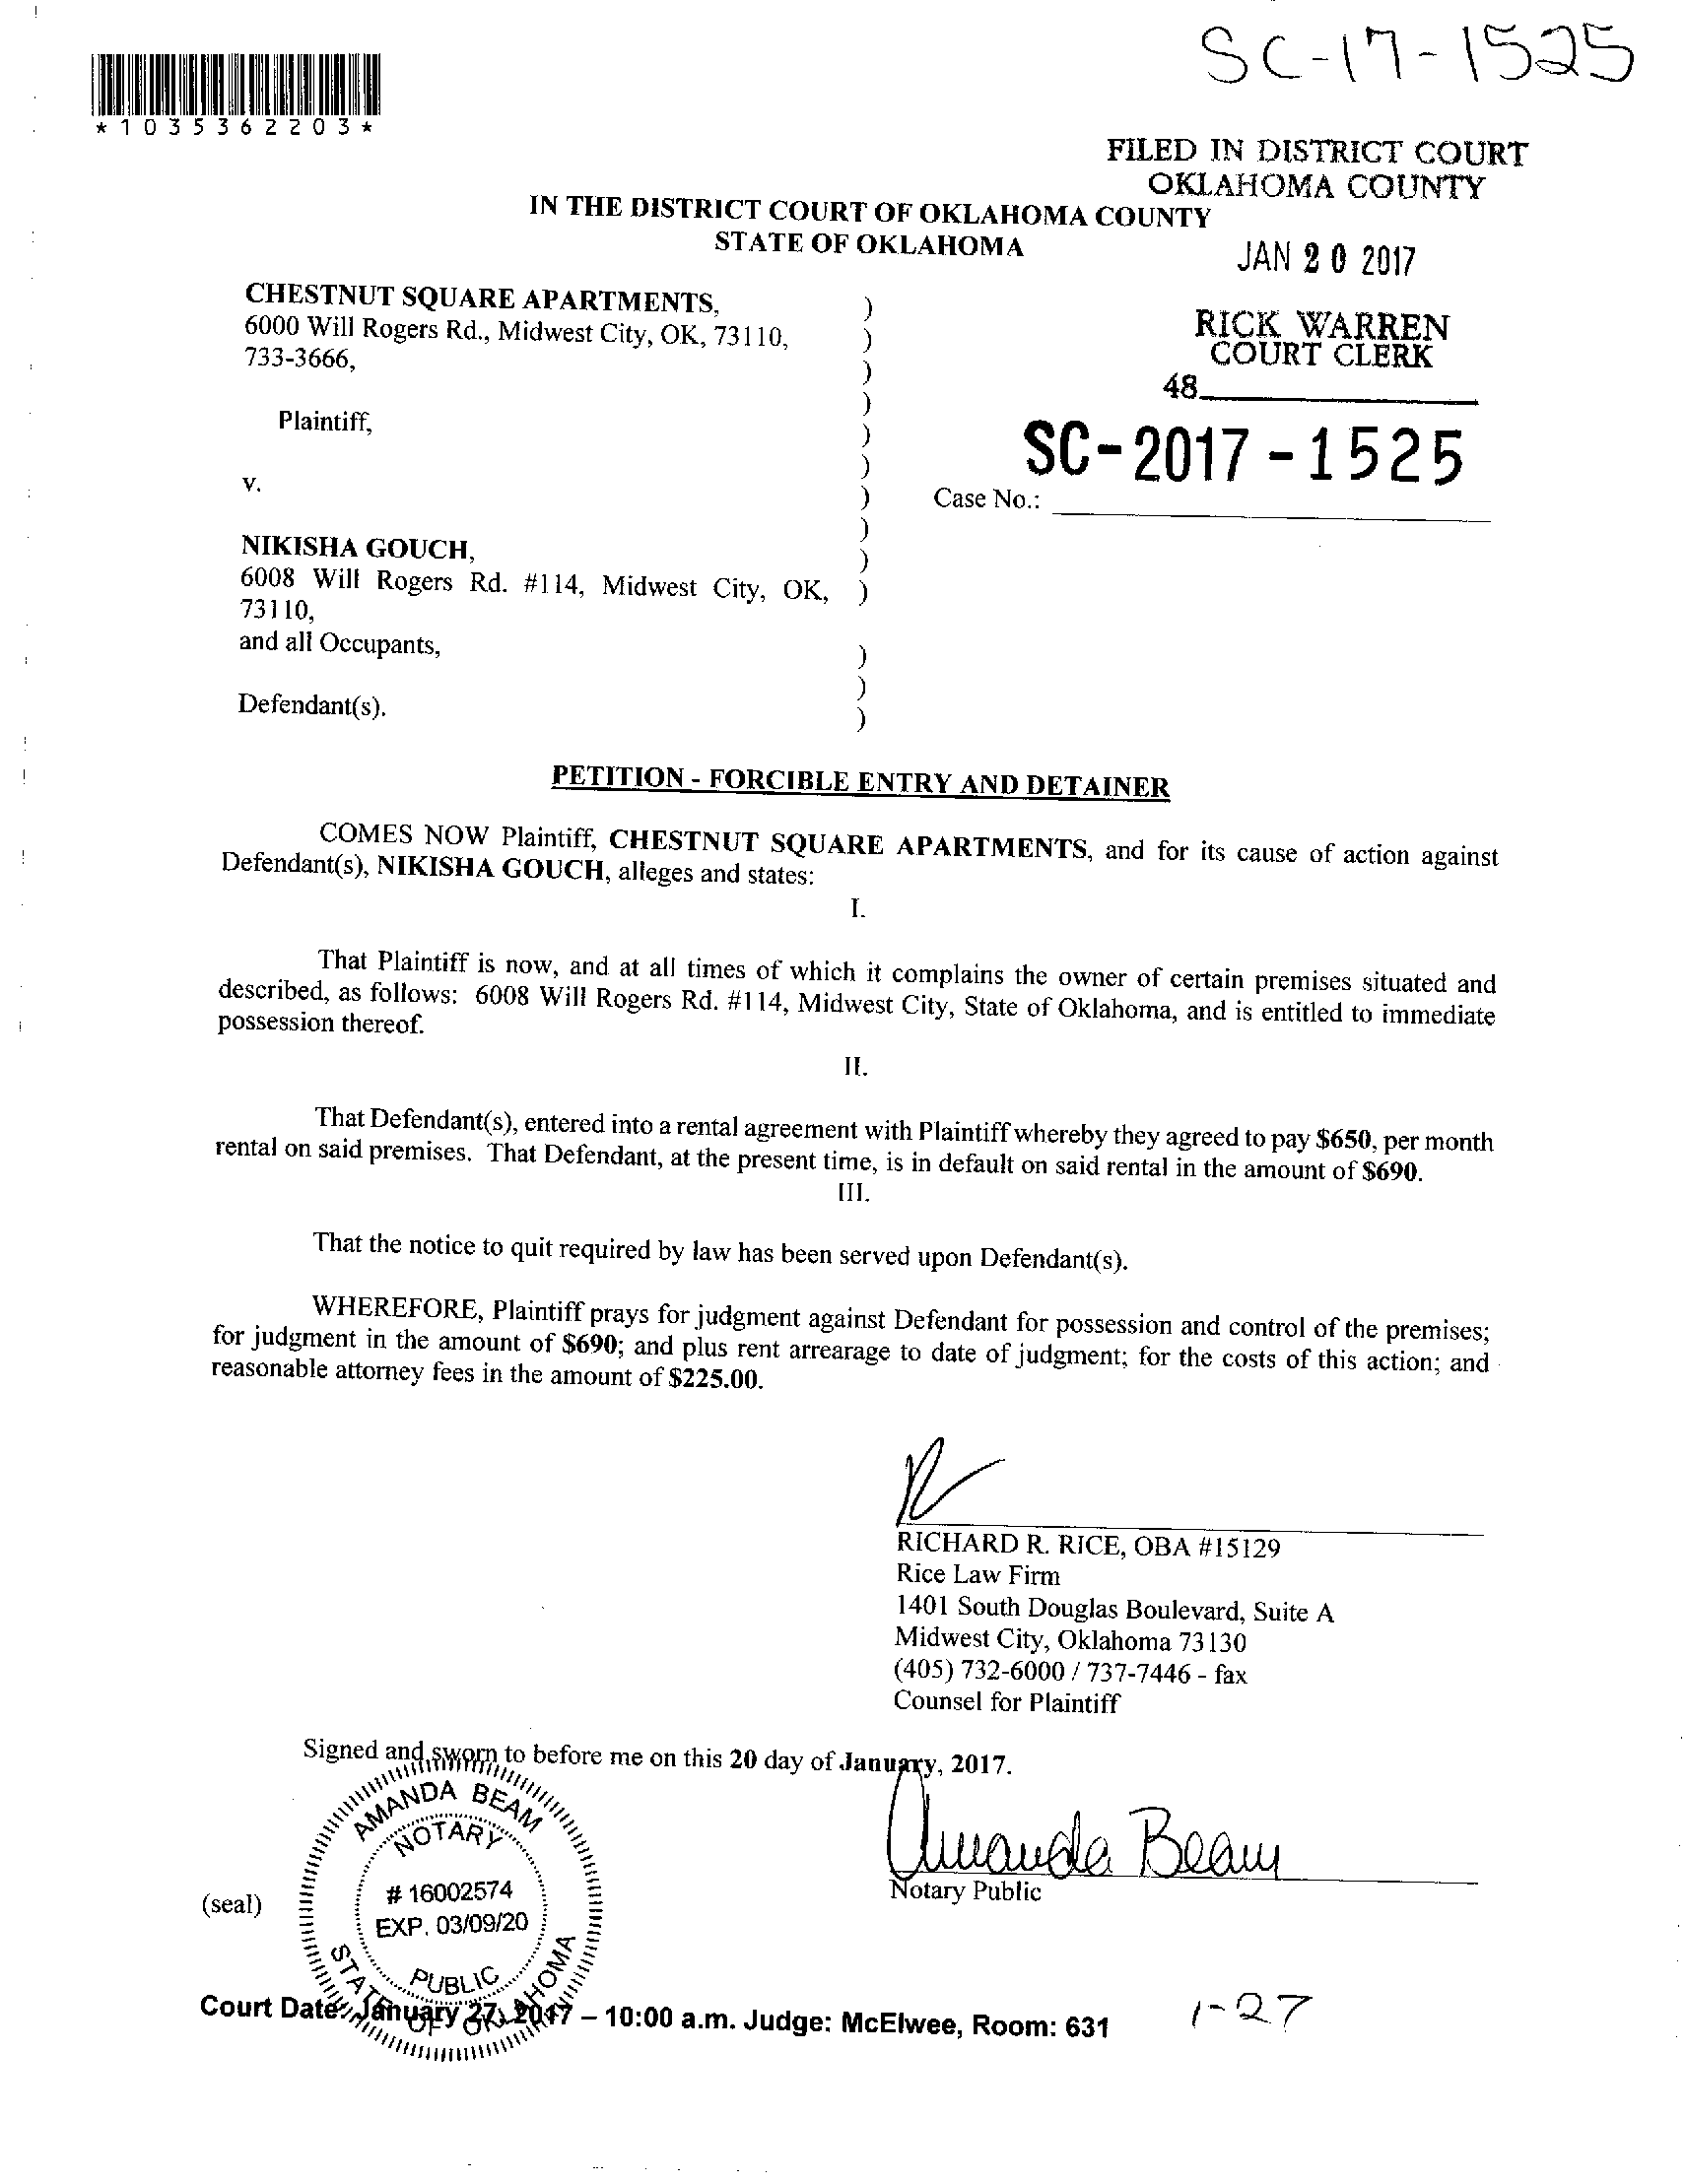 SC-17-1525
*1035362203*
FILED IN DISTRICT COURT
OKLAHOMA COUNTY
IN THE DISTRICT COURT OF OKLAHOMA COUNTY
STATE OF OKLAHOMA
JAN 20 2017
CHESTNUT SQUARE APARTMENTS, )
6000 Will Rogers Rd., Midwest City, OK, 73110, )
733-3666, )
RICK WARREN
COURT CLERK
48
)
Plaintiff, )
)
v. )
SC-2017-1525
Case No.:
)
NIKISHA GOUCH, )
6008 Will Rogers Rd. #114, Midwest City, OK, )
73110,
and all Occupants, )
)
Defendant(s). )
PETITION - FORCIBLE ENTRY AND DETAINER
COMES NOW Plaintiff, CHESTNUT SQUARE APARTMENTS, and for its cause of action against
Defendant(s), NIKISHA GOUCH, alleges and states:
I.
That Plaintiff is now, and at all times of which it complains the owner of certain premises situated and
described, as follows: 6008 Will Rogers Rd. #114, Midwest City, State of Oklahoma, and is entitled to immediate
possession thereof.
II.
That Defendant(s), entered into a rental agreement with Plaintiff whereby they agreed to pay $650, per month
rental on said premises. That Defendant, at the present time, is in default on said rental in the amount of $690.
III.
That the notice to quit required by law has been served upon Defendant(s).
WHEREFORE, Plaintiff prays for judgment against Defendant for possession and control of the premises;
for judgment in the amount of $690; and plus rent arrearage to date of judgment; for the costs of this action; and
reasonable attorney fees in the amount of $225.00.
RICHARD R. RICE, OBA #15129
Rice Law Firm
1401 South Douglas Boulevard, Suite A
Midwest City, Oklahoma 73130
(405) 732-6000 / 737-7446 - fax
Counsel for Plaintiff
Signed and sworn to before me on this 20 day of January, 2017.
Amanda Beam
Notary Public
(seal)
AMANDA BEAM
NOTARY
# 16002574
EXP. 03/09/20
PUBLIC
STATE OF OKLAHOMA
Court Date: January 27, 2017 – 10:00 a.m. Judge: McElwee, Room: 631
1-27